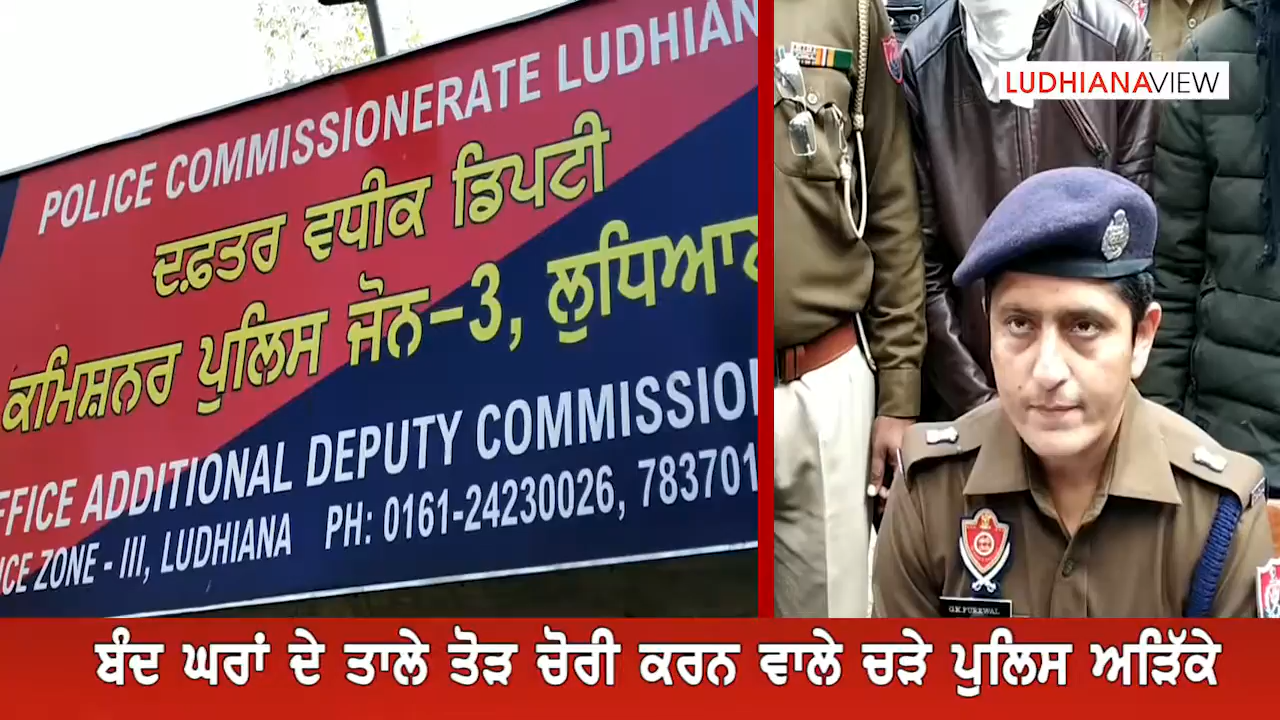 POLICE COMMISSIONERATE LUDHIAN
ਦਫ਼ਤਰ ਵਧੀਕ ਡਿਪਟੀ
ਕਮਿਸ਼ਨਰ ਪੁਲਿਸ ਜੋਨ-3, ਲੁਧਿਆ
FFICE ADDITIONAL DEPUTY COMMISSIO
ICE ZONE - III, LUDHIANA PH: 0161-24230026, 783701
LUDHIANAVIEW
G.K.PUREWAL
ਬੰਦ ਘਰਾਂ ਦੇ ਤਾਲੇ ਤੋੜ ਚੋਰੀ ਕਰਨ ਵਾਲੇ ਚੜੇ ਪੁਲਿਸ ਅੜਿੱਕੇ